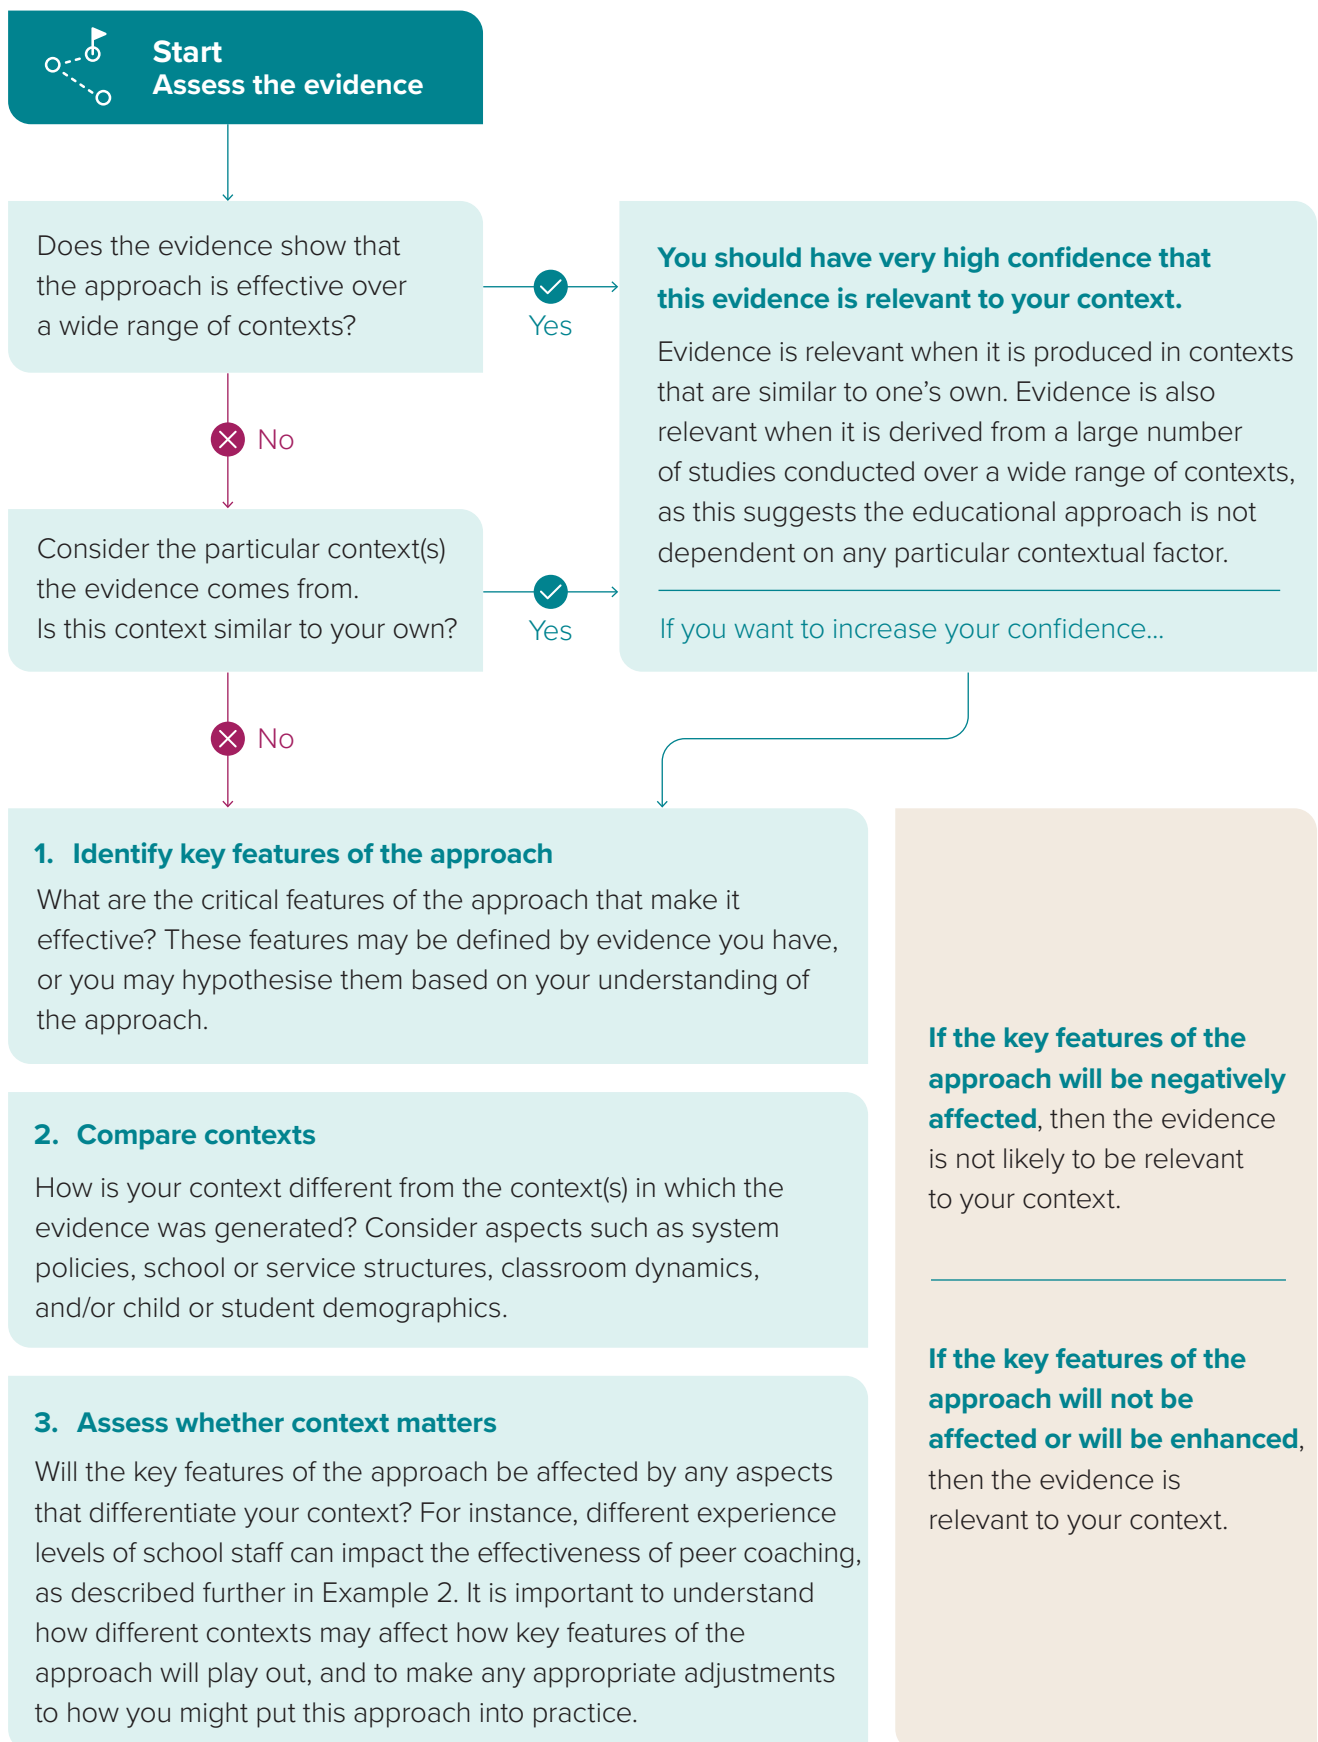 Start
Assess the evidence
Does the evidence show that
the approach is effective over
a wide range of contexts?
Yes
No
You should have very high confidence that
this evidence is relevant to your context.
Evidence is relevant when it is produced in contexts
that are similar to one’s own. Evidence is also
relevant when it is derived from a large number
of studies conducted over a wide range of contexts,
as this suggests the educational approach is not
dependent on any particular contextual factor.
If you want to increase your confidence...
Consider the particular context(s)
the evidence comes from.
Is this context similar to your own?
Yes
No
1. Identify key features of the approach
What are the critical features of the approach that make it
effective? These features may be defined by evidence you have,
or you may hypothesise them based on your understanding of
the approach.
2. Compare contexts
How is your context different from the context(s) in which the
evidence was generated? Consider aspects such as system
policies, school or service structures, classroom dynamics,
and/or child or student demographics.
3. Assess whether context matters
Will the key features of the approach be affected by any aspects
that differentiate your context? For instance, different experience
levels of school staff can impact the effectiveness of peer coaching,
as described further in Example 2. It is important to understand
how different contexts may affect how key features of the
approach will play out, and to make any appropriate adjustments
to how you might put this approach into practice.
If the key features of the
approach will be negatively
affected, then the evidence
is not likely to be relevant
to your context.
If the key features of the
approach will not be
affected or will be enhanced,
then the evidence is
relevant to your context.